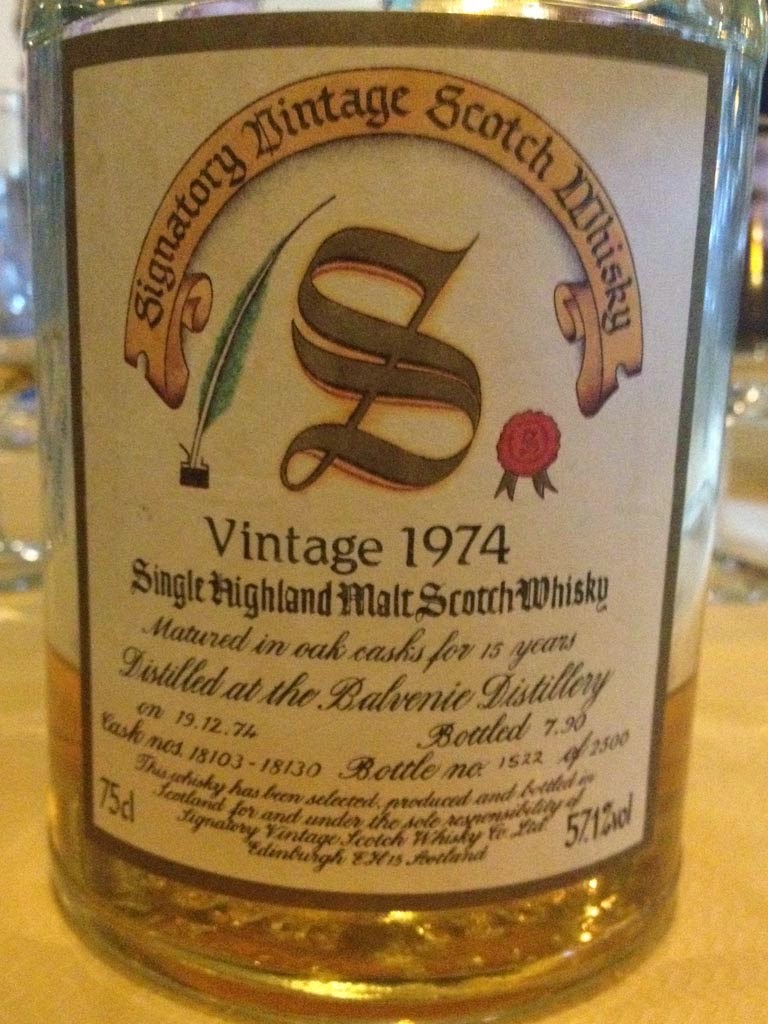 Signatory Vintage Scotch Whisky
S
S
Vintage 1974
Single Highland Malt Scotch Whisky
Matured in oak casks for 15 years
Distilled at the Balvenie Distillery
on 19.12.74 Bottled 7.90
Cask nos. 18103-18130 Bottle no. 1522 of 2500
This whisky has been selected, produced and bottled in
Scotland for and under the sole responsibility of
Signatory Vintage Scotch Whisky Co. Ltd
Edinburgh EH15 Scotland
75cl 57.1%vol